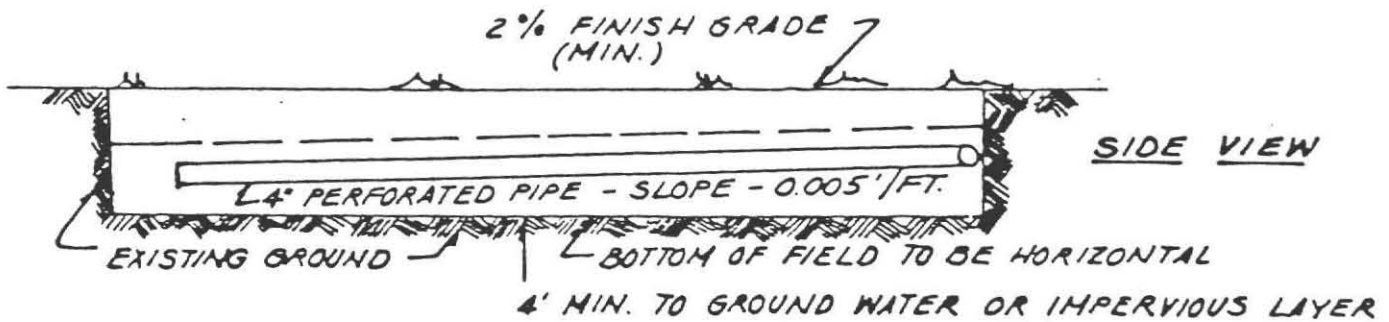 2% FINISH GRADE
(MIN.)
SIDE VIEW
4" PERFORATED PIPE - SLOPE - 0.005'/FT.
EXISTING GROUND
BOTTOM OF FIELD TO BE HORIZONTAL
4' MIN. TO GROUND WATER OR IMPERVIOUS LAYER